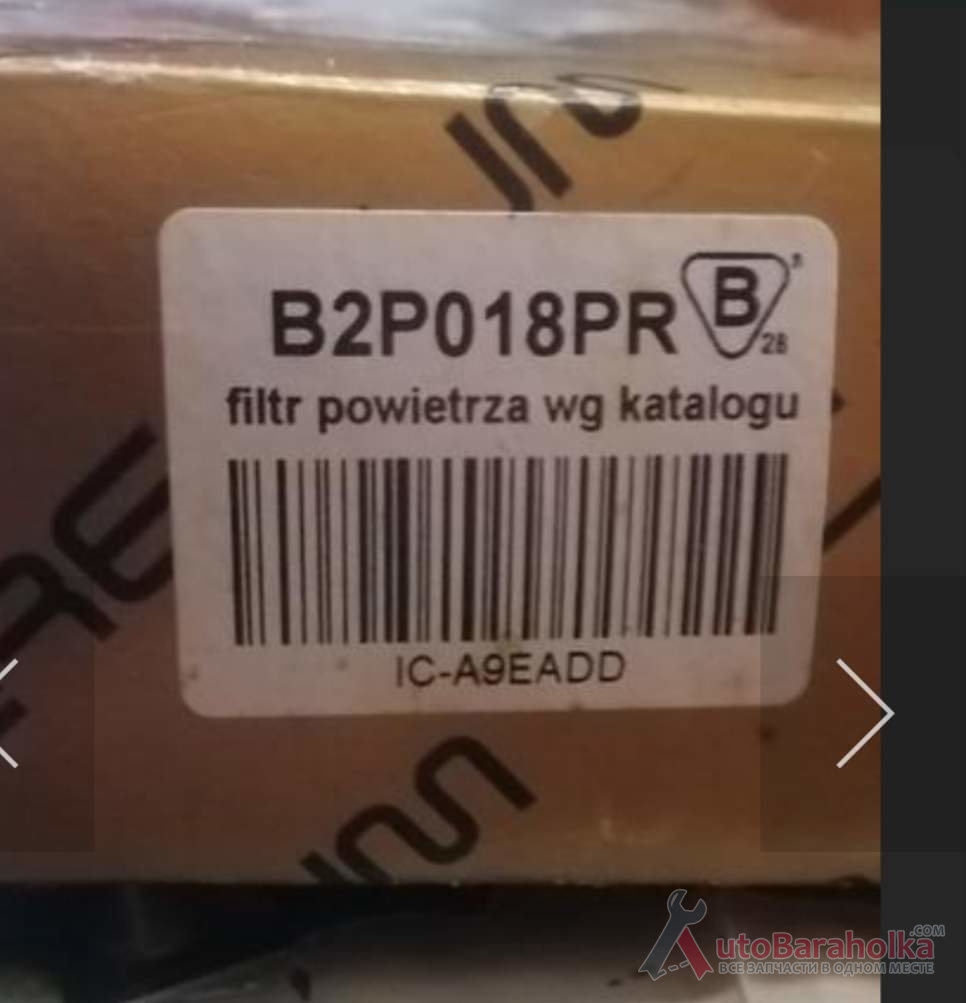 B2P018PR
B
28
filtr powietrza wg katalogu
IC-A9EADD
AutoBaraholka
.COM
ВСЕ ЗАПЧАСТИ В ОДНОМ МЕСТЕ